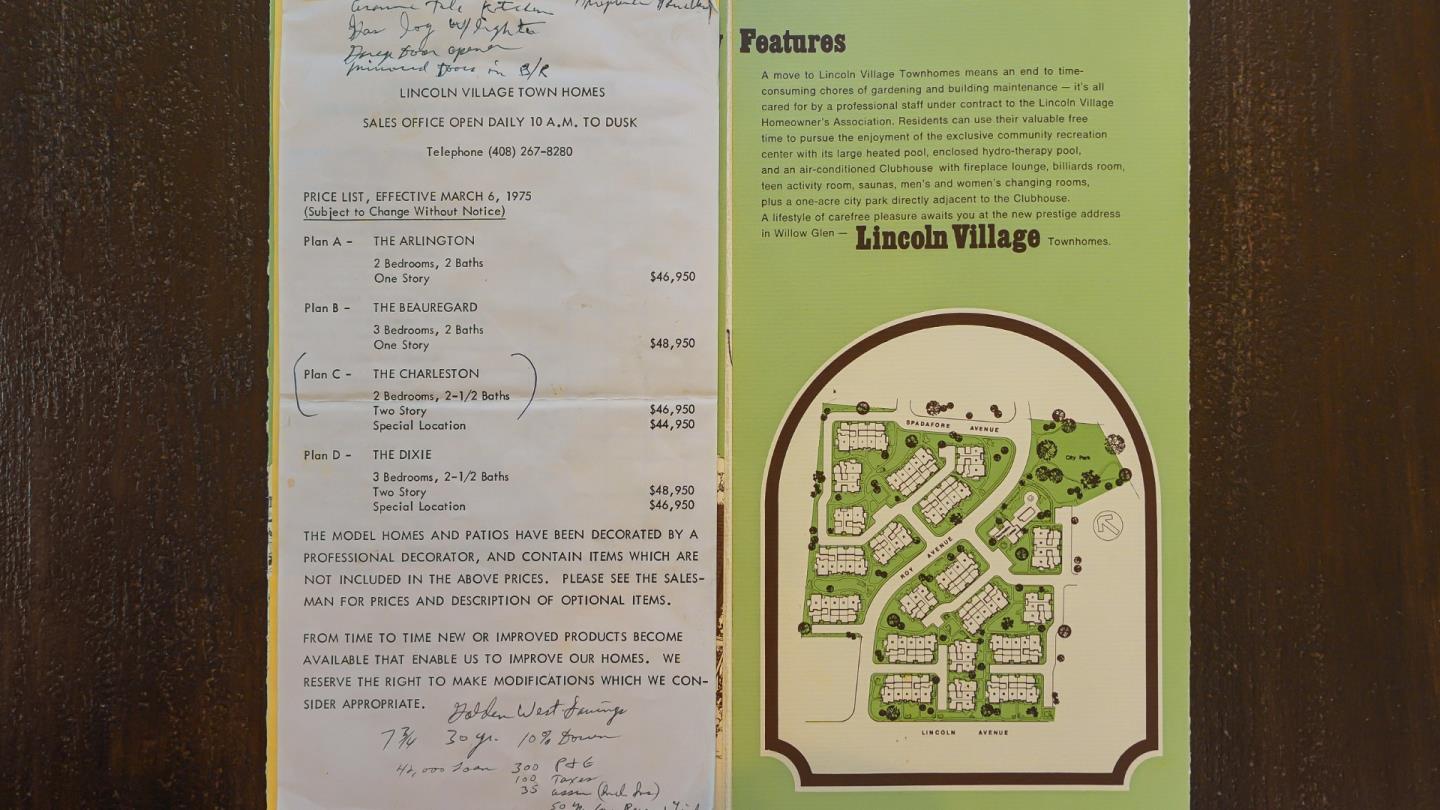 Ceramic Tile Kitchen Fireplace
Gas log w/ lighter
Garage Door opener
mirrored doors in B/R
LINCOLN VILLAGE TOWN HOMES
SALES OFFICE OPEN DAILY 10 A.M. TO DUSK
Telephone (408) 267-8280
PRICE LIST, EFFECTIVE MARCH 6, 1975
(Subject to Change Without Notice)
Plan A - THE ARLINGTON
2 Bedrooms, 2 Baths
One Story $46,950
Plan B - THE BEAUREGARD
3 Bedrooms, 2 Baths
One Story $48,950
Plan C - THE CHARLESTON
2 Bedrooms, 2-1/2 Baths
Two Story $46,950
Special Location $44,950
Plan D - THE DIXIE
3 Bedrooms, 2-1/2 Baths
Two Story $48,950
Special Location $46,950
THE MODEL HOMES AND PATIOS HAVE BEEN DECORATED BY A
PROFESSIONAL DECORATOR, AND CONTAIN ITEMS WHICH ARE
NOT INCLUDED IN THE ABOVE PRICES. PLEASE SEE THE SALES-
MAN FOR PRICES AND DESCRIPTION OF OPTIONAL ITEMS.
FROM TIME TO TIME NEW OR IMPROVED PRODUCTS BECOME
AVAILABLE THAT ENABLE US TO IMPROVE OUR HOMES. WE
RESERVE THE RIGHT TO MAKE MODIFICATIONS WHICH WE CON-
SIDER APPROPRIATE.
Golden West Savings
7 3/4 30 yr. 10% Down
42,000 Loan 300 P & I
100 Taxes
35 assn (incl Ins)
Features
A move to Lincoln Village Townhomes means an end to time-
consuming chores of gardening and building maintenance — it's all
cared for by a professional staff under contract to the Lincoln Village
Homeowner's Association. Residents can use their valuable free
time to pursue the enjoyment of the exclusive community recreation
center with its large heated pool, enclosed hydro-therapy pool,
and an air-conditioned Clubhouse with fireplace lounge, billiards room,
teen activity room, saunas, men's and women's changing rooms,
plus a one-acre city park directly adjacent to the Clubhouse.
A lifestyle of carefree pleasure awaits you at the new prestige address
in Willow Glen — Lincoln Village Townhomes.
SPADAFORE AVENUE
City Park
ROY AVENUE
LINCOLN AVENUE